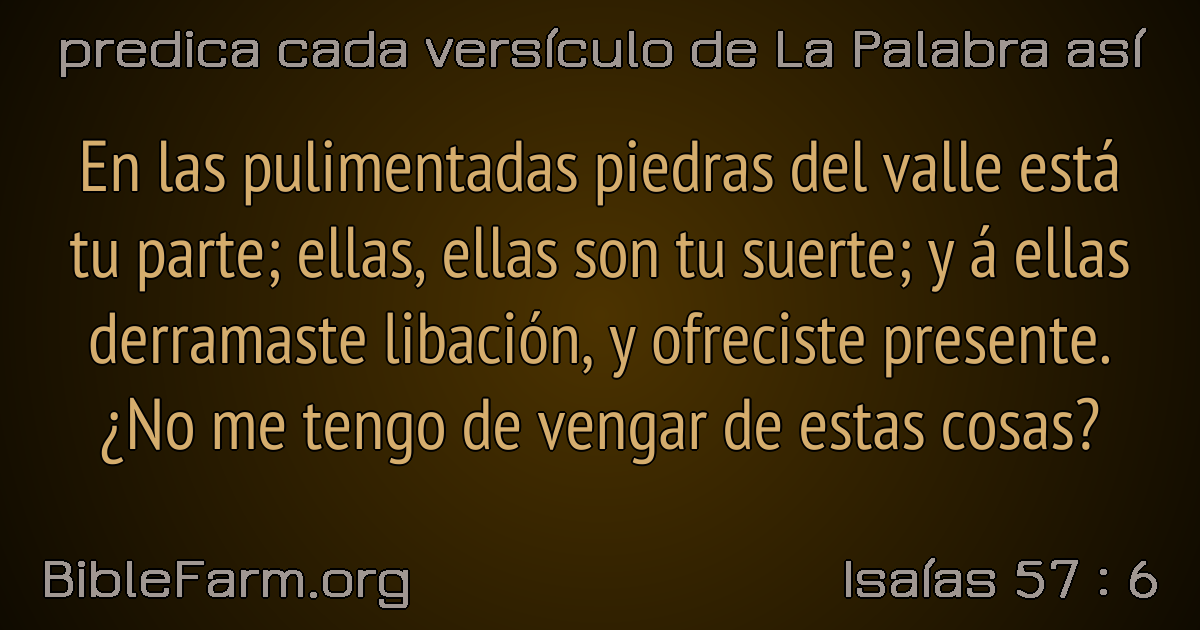 predica cada versículo de La Palabra así
En las pulimentadas piedras del valle está
tu parte; ellas, ellas son tu suerte; y á ellas
derramaste libación, y ofreciste presente.
¿No me tengo de vengar de estas cosas?
BibleFarm.org
Isaías 57 : 6